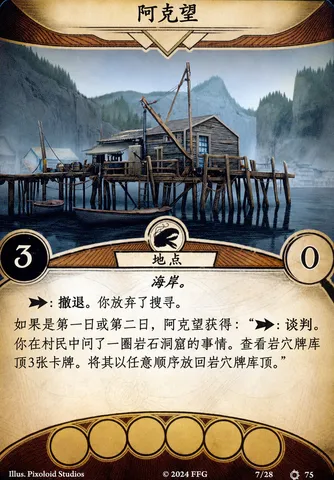 阿克望
3
0
地点
海岸。
：撤退。你放弃了搜寻。
如果是第一日或第二日，阿克望获得：“：谈判。
你在村民中问了一圈岩石洞窟的事情。查看岩穴牌库
顶3张卡牌。将其以任意顺序放回岩穴牌库顶。”
Illus. Pixoloid Studios
© 2024 FFG
7/28
75